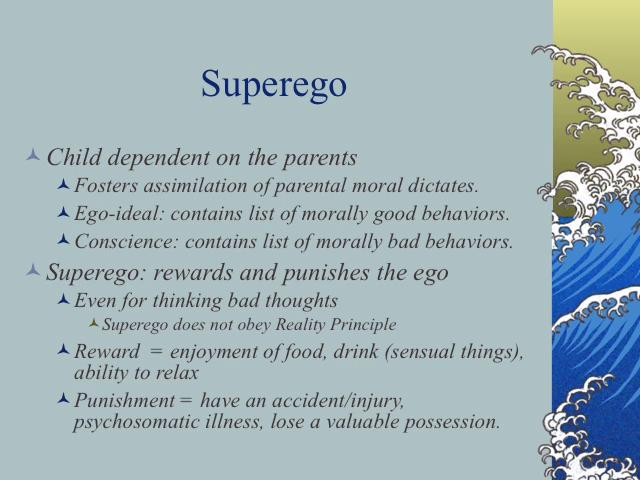 Superego
Child dependent on the parents
Fosters assimilation of parental moral dictates.
Ego-ideal: contains list of morally good behaviors.
Conscience: contains list of morally bad behaviors.
Superego: rewards and punishes the ego
Even for thinking bad thoughts
Superego does not obey Reality Principle
Reward = enjoyment of food, drink (sensual things),
ability to relax
Punishment = have an accident/injury,
psychosomatic illness, lose a valuable possession.